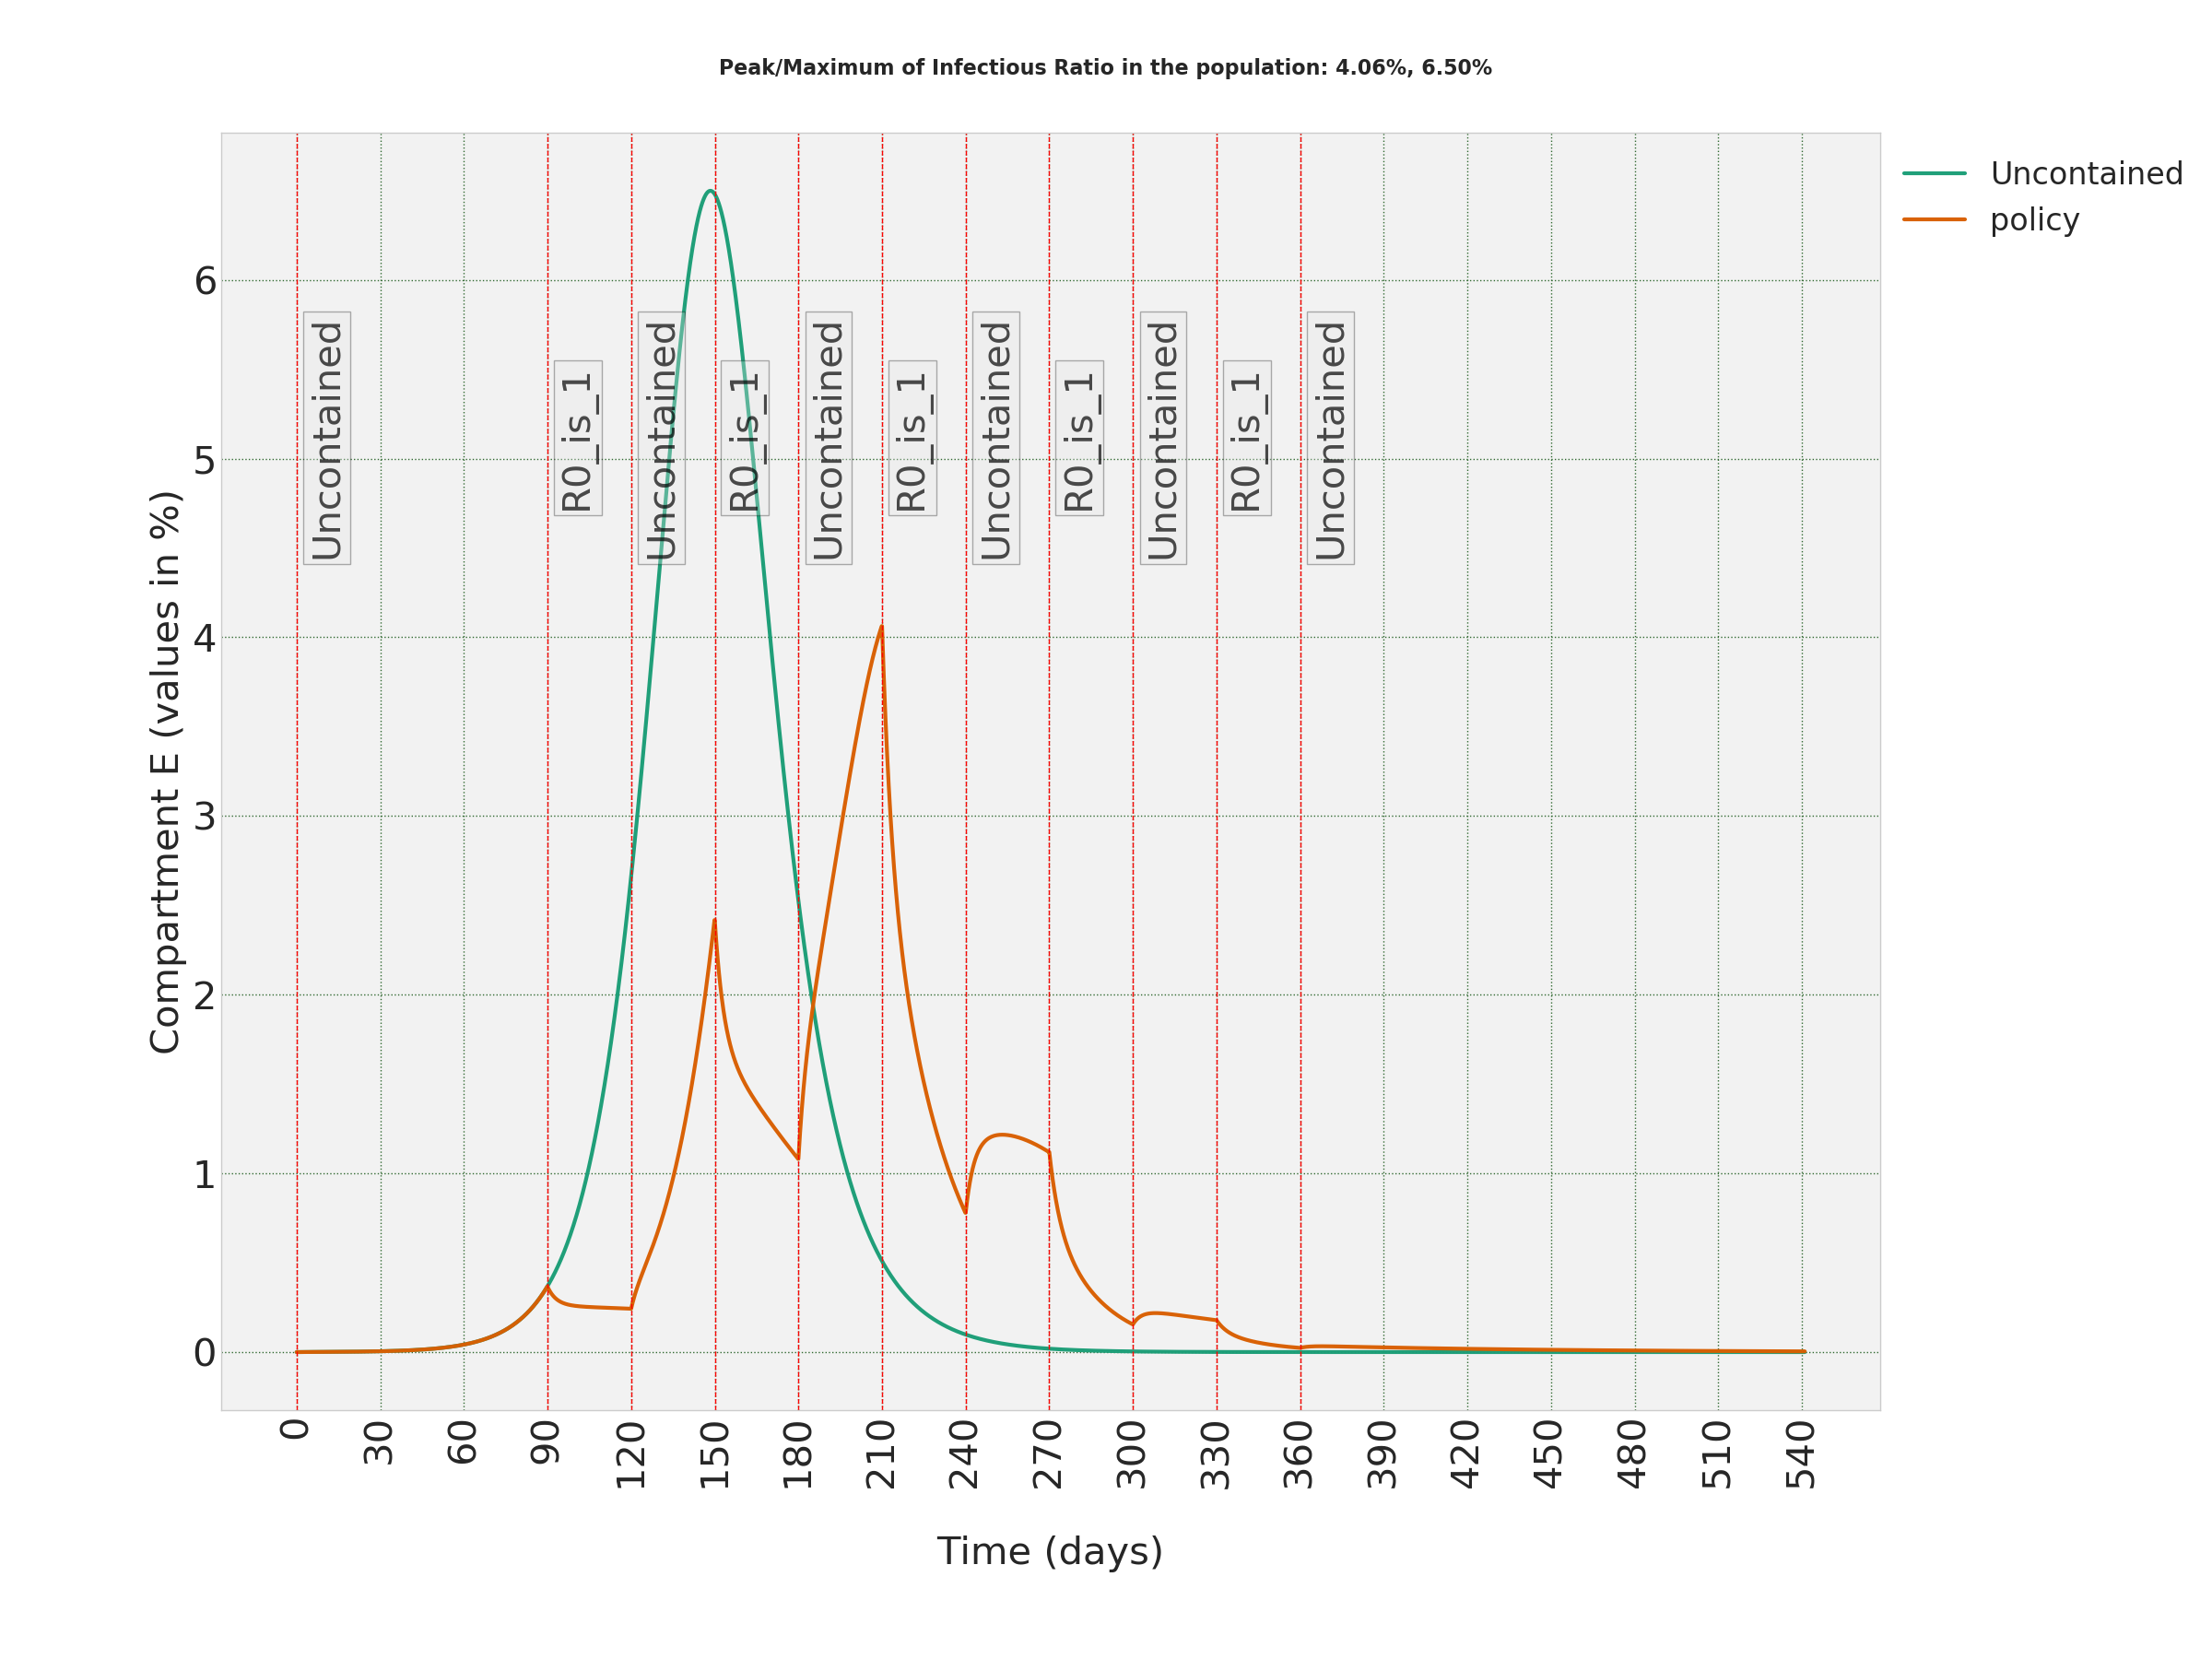 Peak/Maximum of Infectious Ratio in the population: 4.06%, 6.50%
Uncontained
policy
Compartment E (values in %)
6
5
4
3
2
1
0
Uncontained
R0_is_1
Uncontained
R0_is_1
Uncontained
R0_is_1
Uncontained
R0_is_1
Uncontained
R0_is_1
Uncontained
0
30
60
90
120
150
180
210
240
270
300
330
360
390
420
450
480
510
540
Time (days)